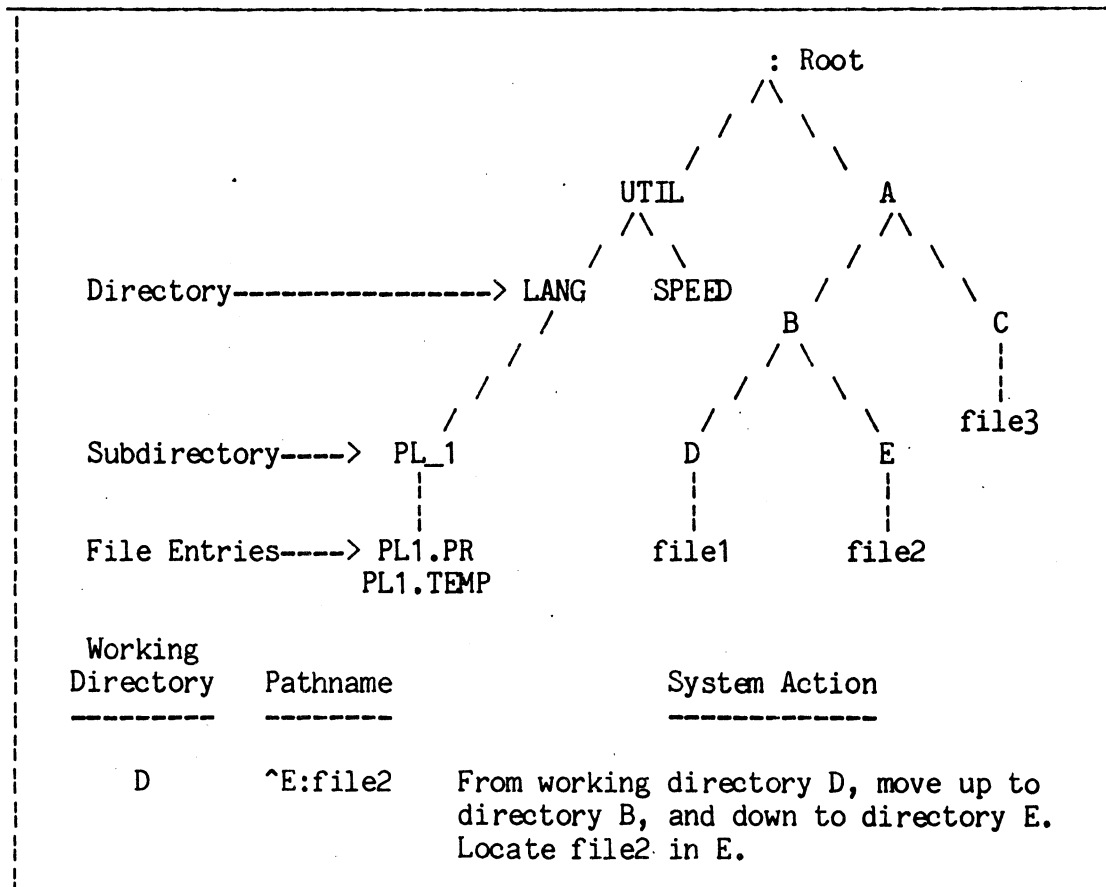 : Root
UTIL A
Directory----------------> LANG SPEED
B C
file3
Subdirectory----> PL_1 D E
File Entries----> PL1.PR file1 file2
PL1.TEMP
Working
Directory Pathname System Action
--------- -------- -------------
D ^E:file2 From working directory D, move up to
directory B, and down to directory E.
Locate file2 in E.